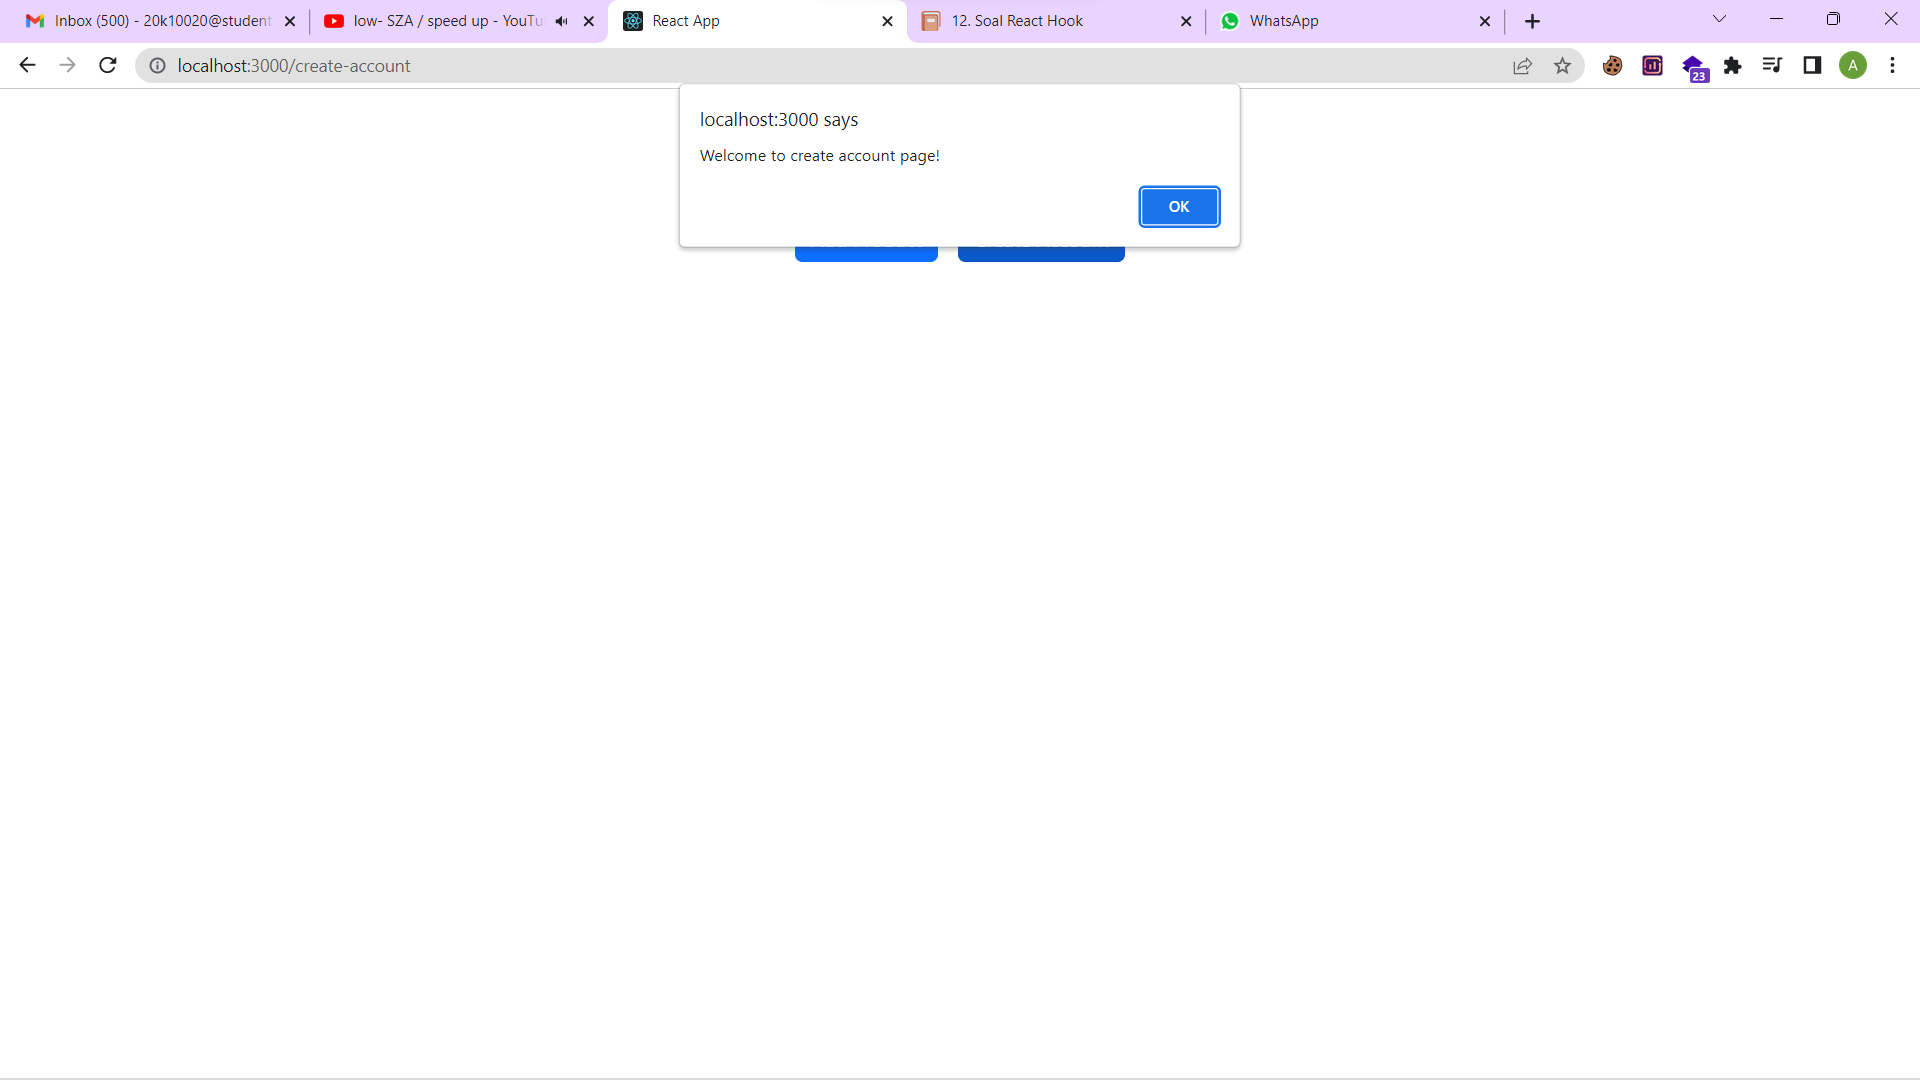 Inbox (500) - 20k10020@student
low- SZA / speed up - YouTu
React App
12. Soal React Hook
WhatsApp
localhost:3000/create-account
23
A
localhost:3000 says
Welcome to create account page!
OK